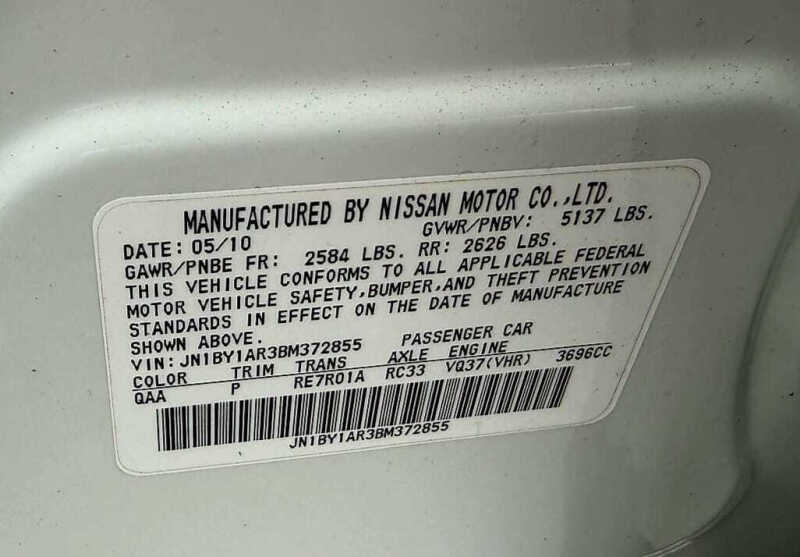 MANUFACTURED BY NISSAN MOTOR CO.,LTD.
DATE: 05/10 GVWR/PNBV: 5137 LBS.
GAWR/PNBE FR: 2584 LBS. RR: 2626 LBS.
THIS VEHICLE CONFORMS TO ALL APPLICABLE FEDERAL
MOTOR VEHICLE SAFETY,BUMPER,AND THEFT PREVENTION
STANDARDS IN EFFECT ON THE DATE OF MANUFACTURE
SHOWN ABOVE.
VIN:JN1BY1AR3BM372855 PASSENGER CAR
COLOR TRIM TRANS AXLE ENGINE
QAA P RE7R01A RC33 VQ37(VHR) 3696CC
JN1BY1AR3BM372855